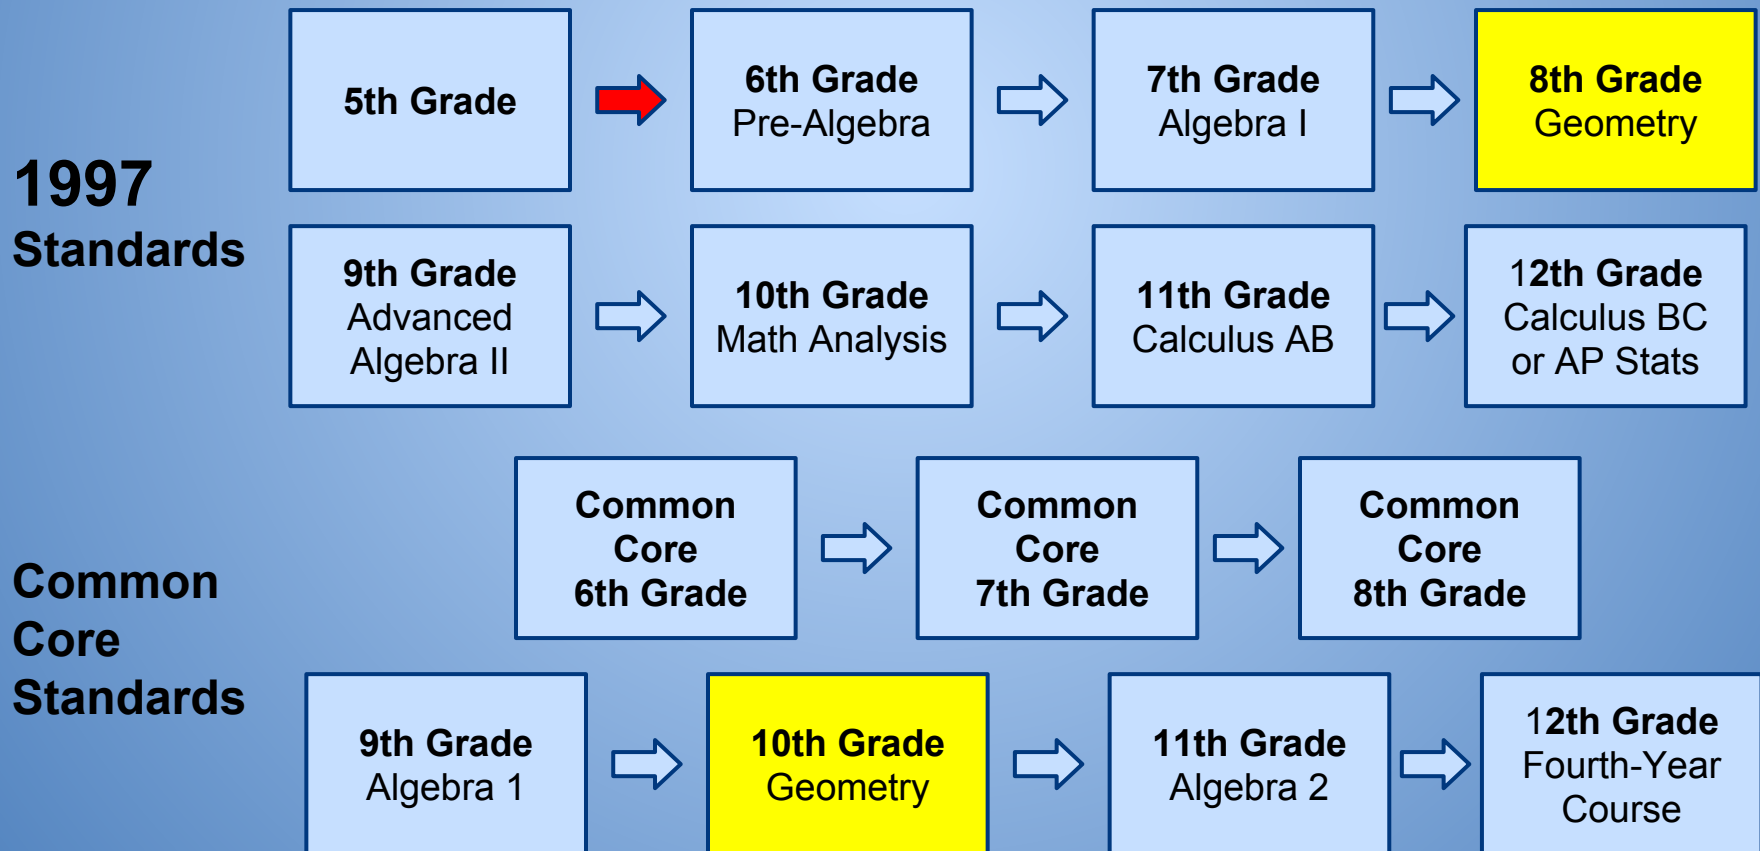 1997
Standards
5th Grade
6th Grade
Pre-Algebra
7th Grade
Algebra I
8th Grade
Geometry
9th Grade
Advanced
Algebra II
10th Grade
Math Analysis
11th Grade
Calculus AB
12th Grade
Calculus BC
or AP Stats
Common
Core
Standards
Common
Core
6th Grade
Common
Core
7th Grade
Common
Core
8th Grade
9th Grade
Algebra 1
10th Grade
Geometry
11th Grade
Algebra 2
12th Grade
Fourth-Year
Course